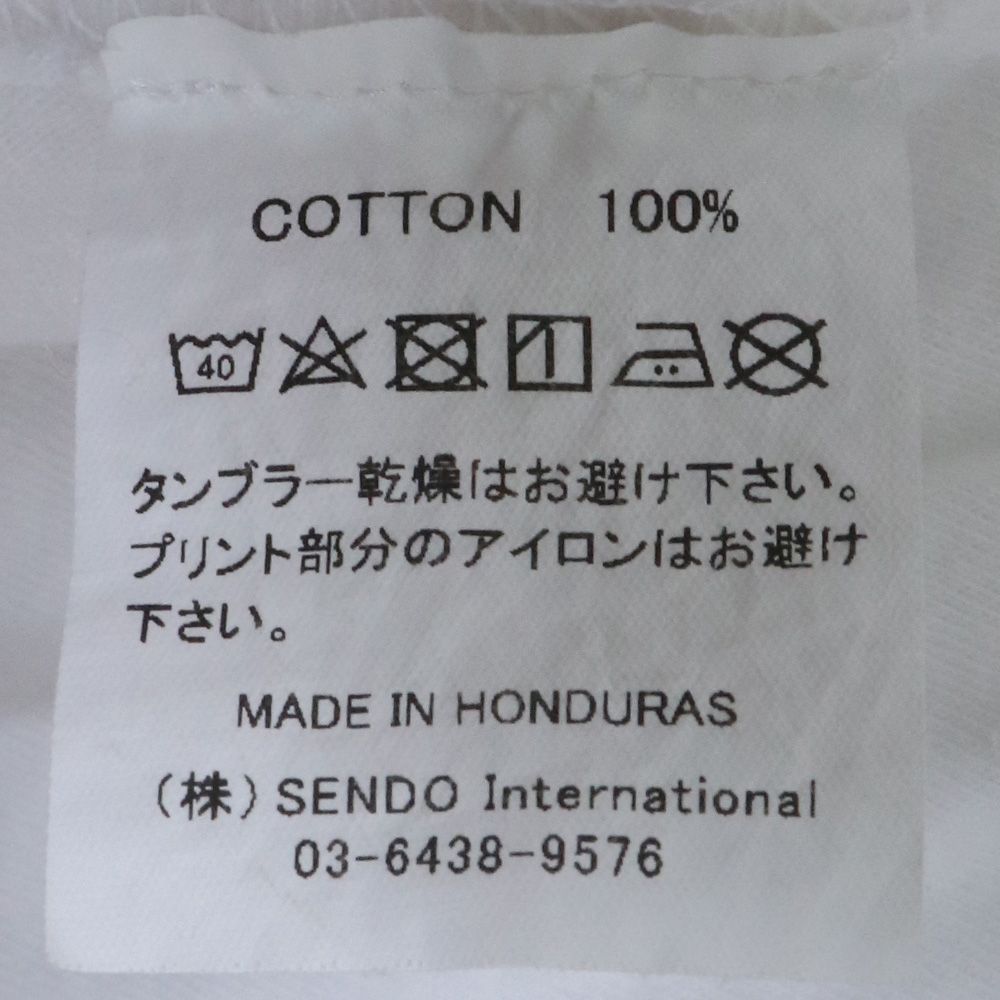 COTTON 100%
40
タンブラー乾燥はお避け下さい。
プリント部分のアイロンはお避け
下さい。
MADE IN HONDURAS
(株) SENDO International
03-6438-9576